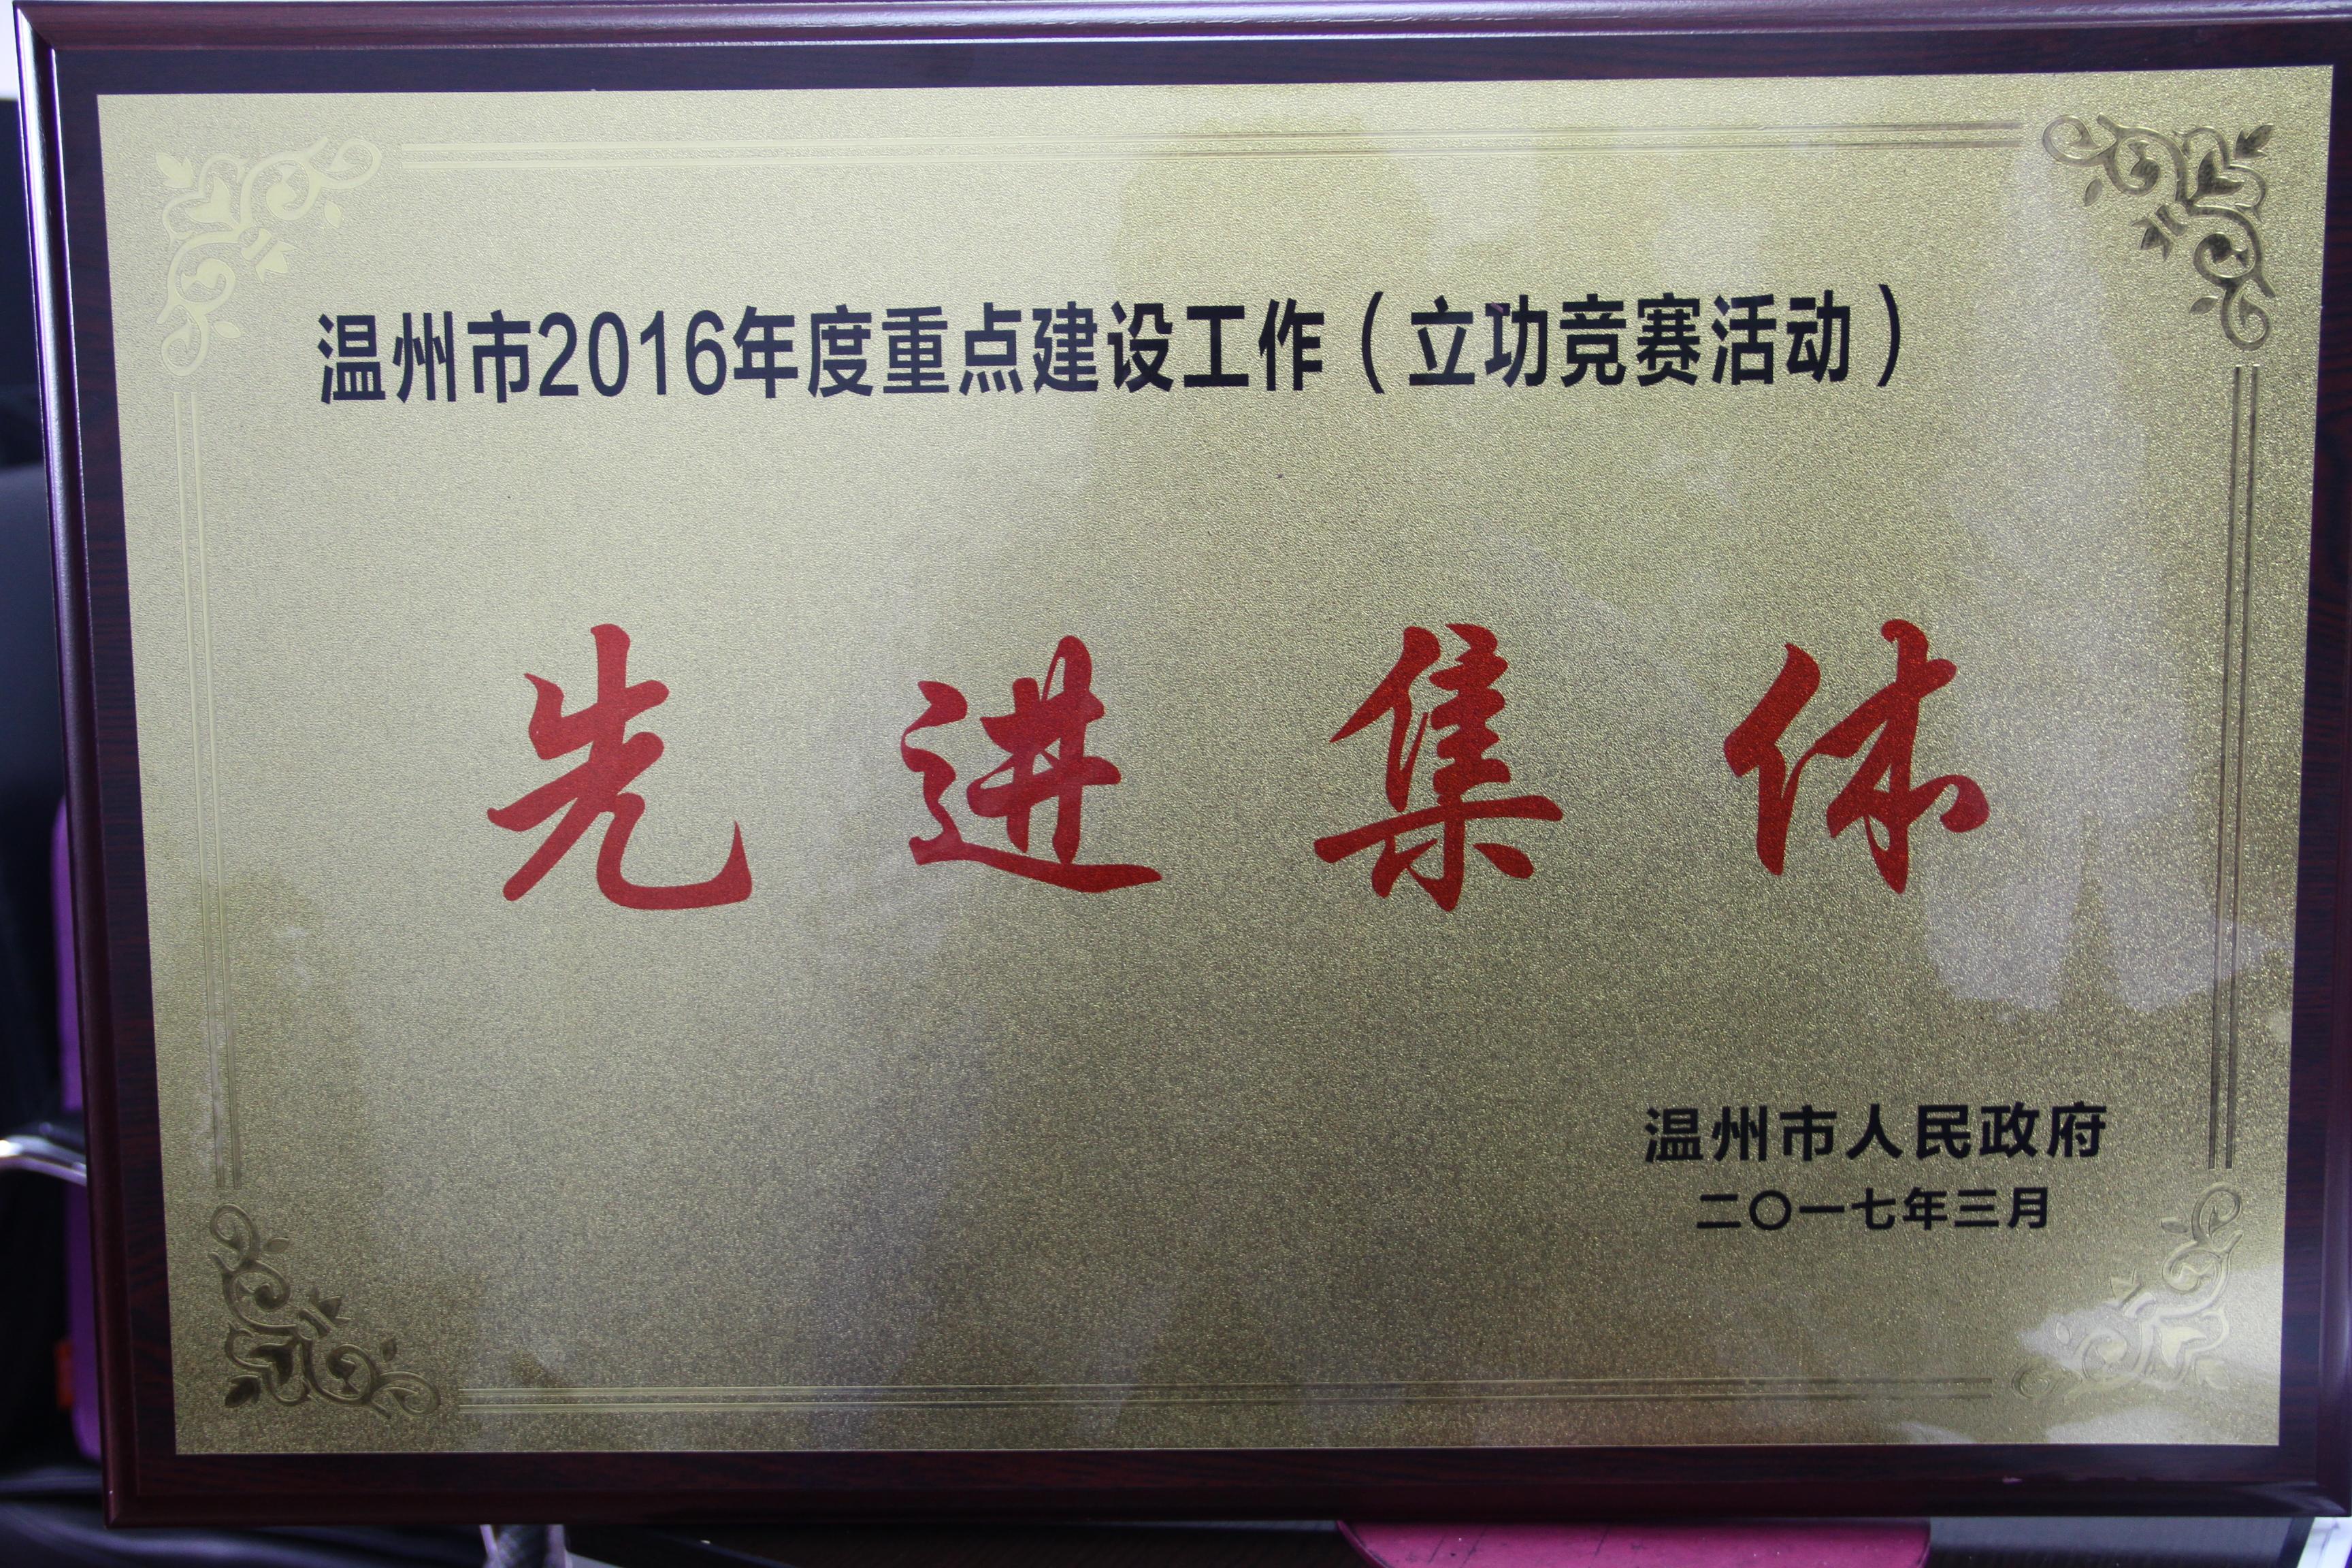 温州市2016年度重点建设工作（立功竞赛活动）
先进集体
温州市人民政府
二〇一七年三月